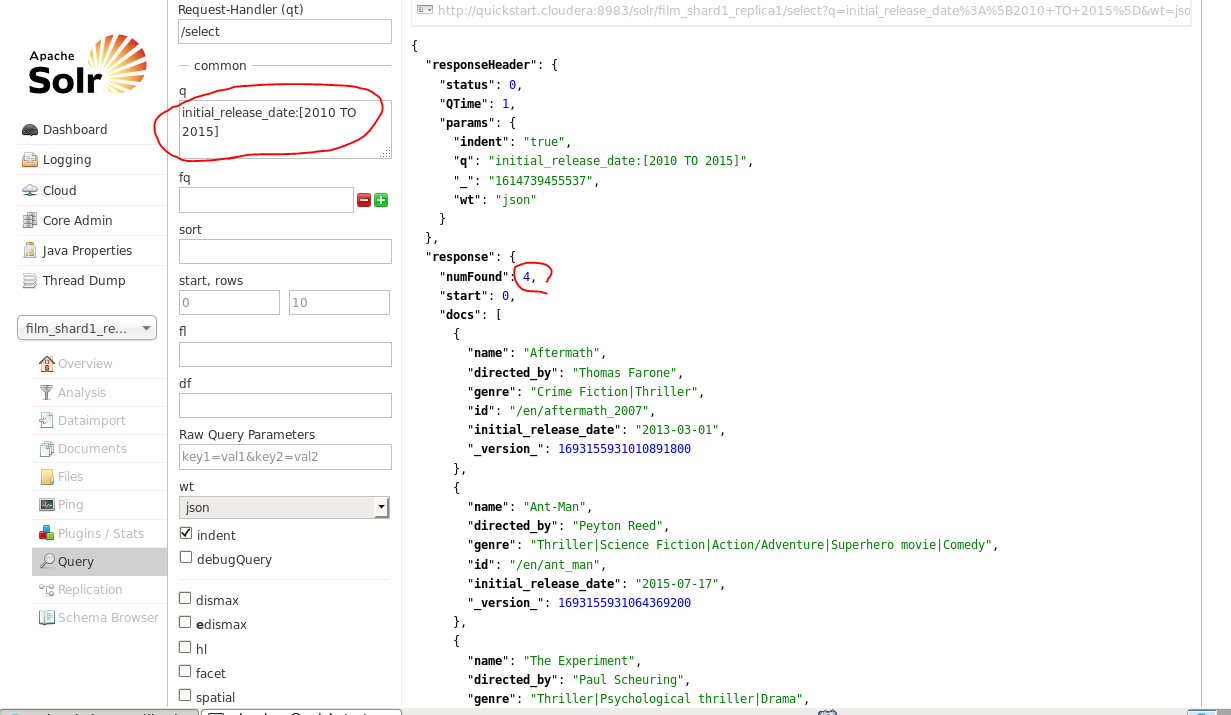 Request-Handler (qt)
/select
common
q
initial_release_date:[2010 TO
2015]
fq
sort
start, rows
0
10
fl
df
Raw Query Parameters
key1=val1&key2=val2
wt
json
indent
debugQuery
dismax
edismax
hl
facet
spatial
Apache
Solr
Dashboard
Logging
Cloud
Core Admin
Java Properties
Thread Dump
film_shard1_re...
Overview
Analysis
Dataimport
Documents
Files
Ping
Plugins / Stats
Query
Replication
Schema Browser
http://quickstart.cloudera:8983/solr/film_shard1_replica1/select?q=initial_release_date%3A%5B2010+TO+2015%5D&wt=jso
{
"responseHeader": {
"status": 0,
"QTime": 1,
"params": {
"indent": "true",
"q": "initial_release_date:[2010 TO 2015]",
"_": "1614739455537",
"wt": "json"
}
},
"response": {
"numFound": 4,
"start": 0,
"docs": [
{
"name": "Aftermath",
"directed_by": "Thomas Farone",
"genre": "Crime Fiction|Thriller",
"id": "/en/aftermath_2007",
"initial_release_date": "2013-03-01",
"_version_": 1693155931010891800
},
{
"name": "Ant-Man",
"directed_by": "Peyton Reed",
"genre": "Thriller|Science Fiction|Action/Adventure|Superhero movie|Comedy",
"id": "/en/ant_man",
"initial_release_date": "2015-07-17",
"_version_": 1693155931064369200
},
{
"name": "The Experiment",
"directed_by": "Paul Scheuring",
"genre": "Thriller|Psychological thriller|Drama",